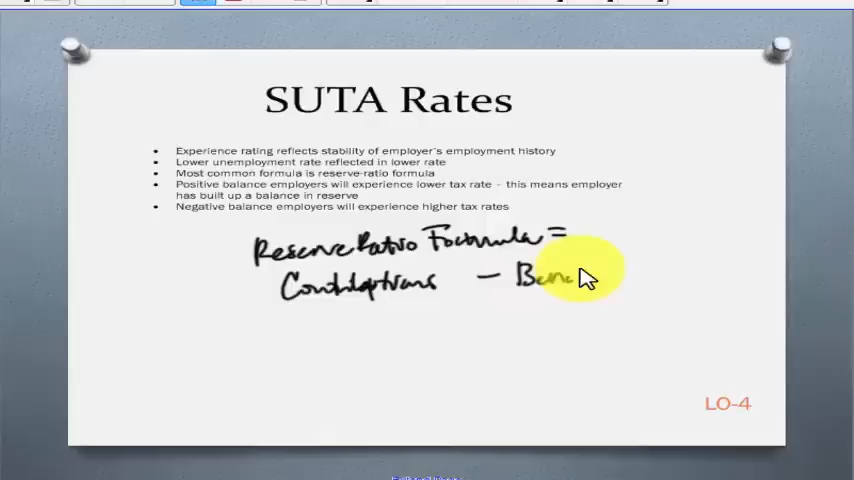 SUTA Rates
• Experience rating reflects stability of employer's employment history
• Lower unemployment rate reflected in lower rate
• Most common formula is reserve-ratio formula
• Positive balance employers will experience lower tax rate - this means employer
has built up a balance in reserve
• Negative balance employers will experience higher tax rates
Reserve Ratio Formula =
Contributions - Bene
LO-4